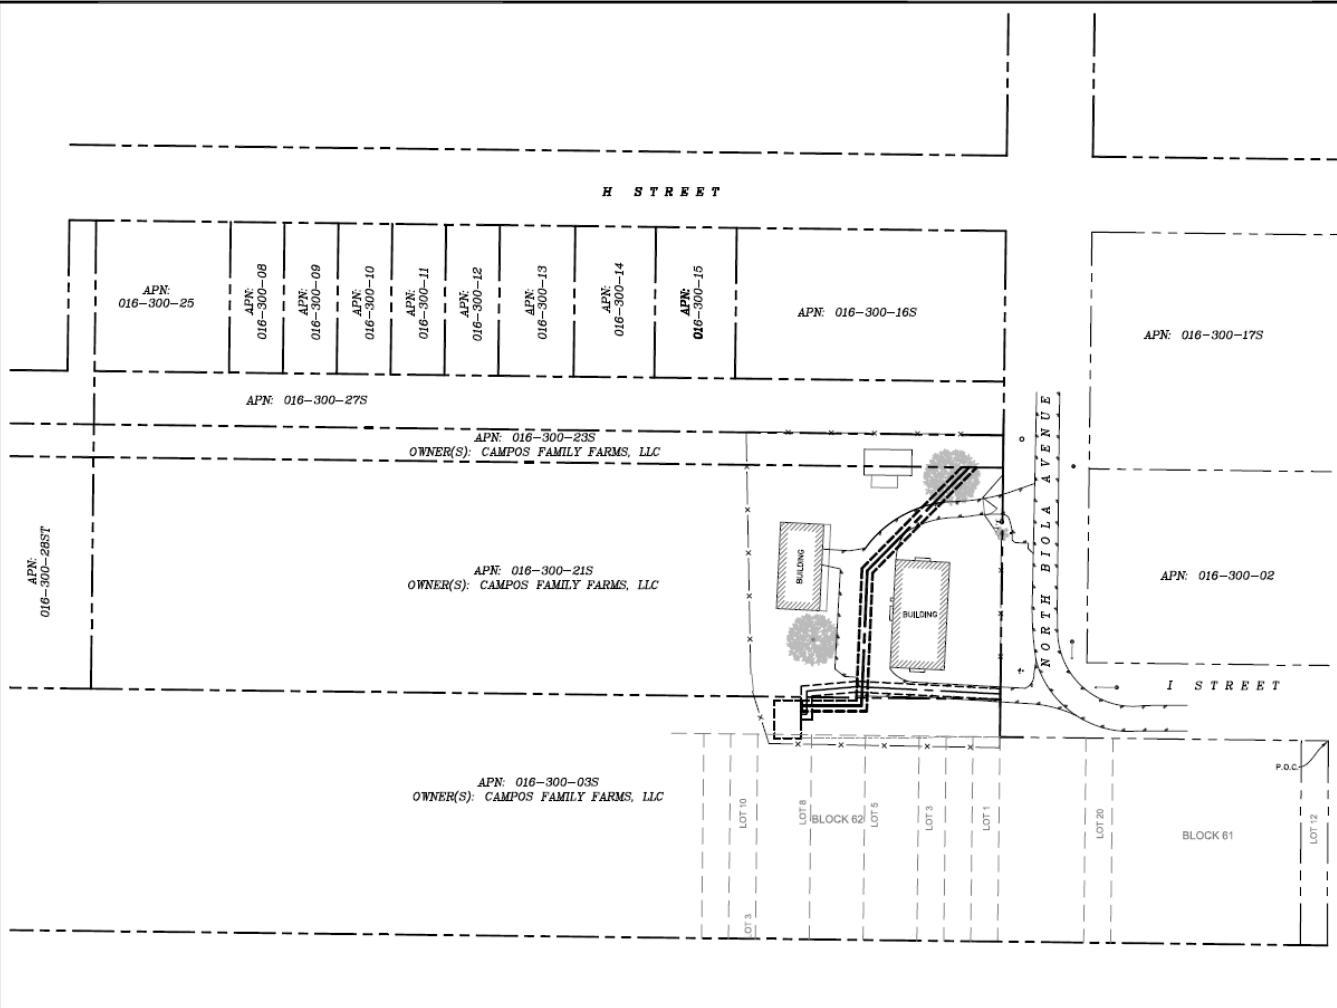 H STREET
APN:
016-300-25
APN:
016-300-08
APN:
016-300-09
APN:
016-300-10
APN:
016-300-11
APN:
016-300-12
APN:
016-300-13
APN:
016-300-14
APN:
016-300-15
APN: 016-300-16S
APN: 016-300-17S
APN: 016-300-27S
APN: 016-300-23S
OWNER(S): CAMPOS FAMILY FARMS, LLC
NORTH BIOLA AVENUE
APN:
016-300-28ST
APN: 016-300-21S
OWNER(S): CAMPOS FAMILY FARMS, LLC
BUILDING
BUILDING
APN: 016-300-02
I STREET
APN: 016-300-03S
OWNER(S): CAMPOS FAMILY FARMS, LLC
P.O.C.
LOT 10
LOT 8
BLOCK 62
LOT 5
LOT 3
LOT 1
LOT 20
BLOCK 61
LOT 12
LOT 3